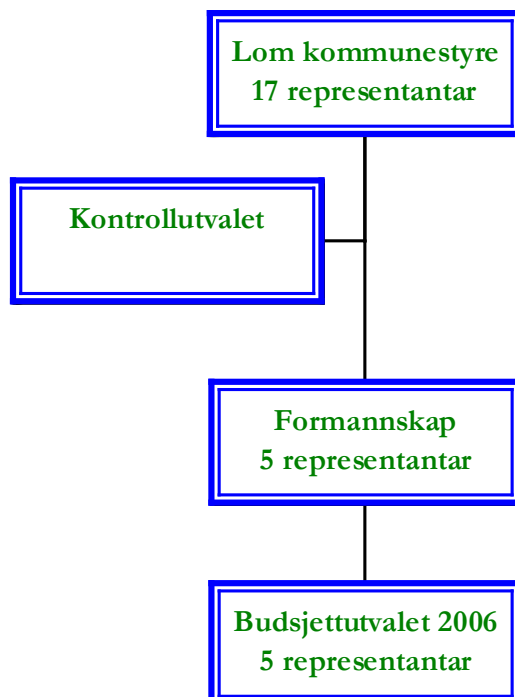 Lom kommunestyre
17 representantar
Kontrollutvalet
Formannskap
5 representantar
Budsjettutvalet 2006
5 representantar